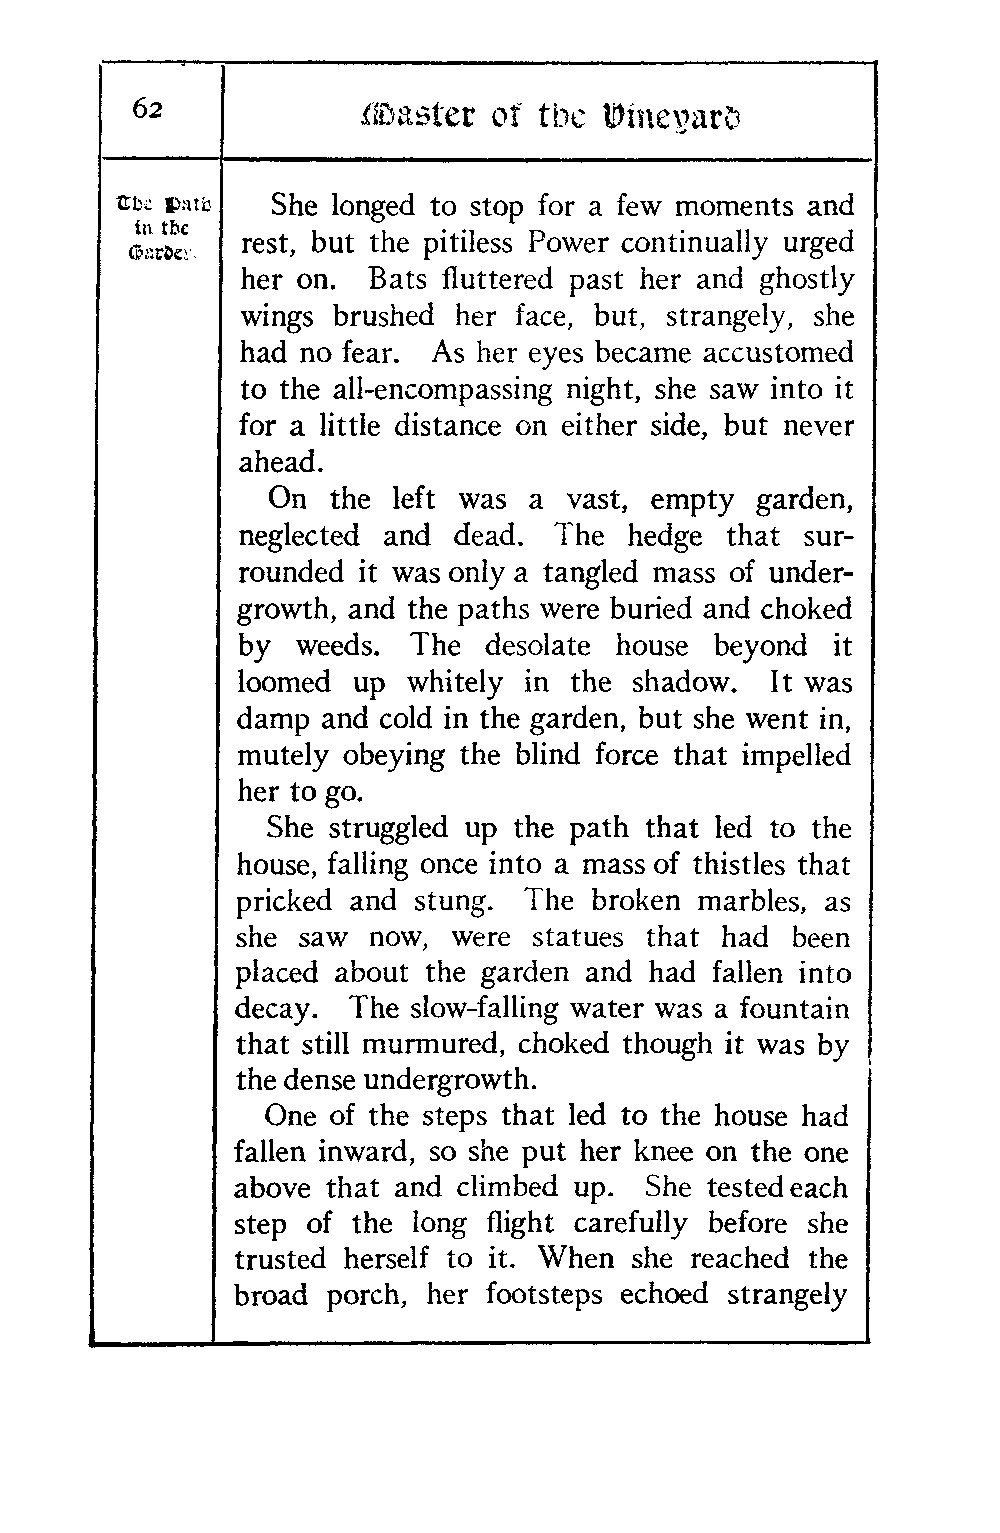 62
Master of the Vineyard
The Path
in the
Garden
She longed to stop for a few moments and
rest, but the pitiless Power continually urged
her on. Bats fluttered past her and ghostly
wings brushed her face, but, strangely, she
had no fear. As her eyes became accustomed
to the all-encompassing night, she saw into it
for a little distance on either side, but never
ahead.
On the left was a vast, empty garden,
neglected and dead. The hedge that sur-
rounded it was only a tangled mass of under-
growth, and the paths were buried and choked
by weeds. The desolate house beyond it
loomed up whitely in the shadow. It was
damp and cold in the garden, but she went in,
mutely obeying the blind force that impelled
her to go.
She struggled up the path that led to the
house, falling once into a mass of thistles that
pricked and stung. The broken marbles, as
she saw now, were statues that had been
placed about the garden and had fallen into
decay. The slow-falling water was a fountain
that still murmured, choked though it was by
the dense undergrowth.
One of the steps that led to the house had
fallen inward, so she put her knee on the one
above that and climbed up. She tested each
step of the long flight carefully before she
trusted herself to it. When she reached the
broad porch, her footsteps echoed strangely